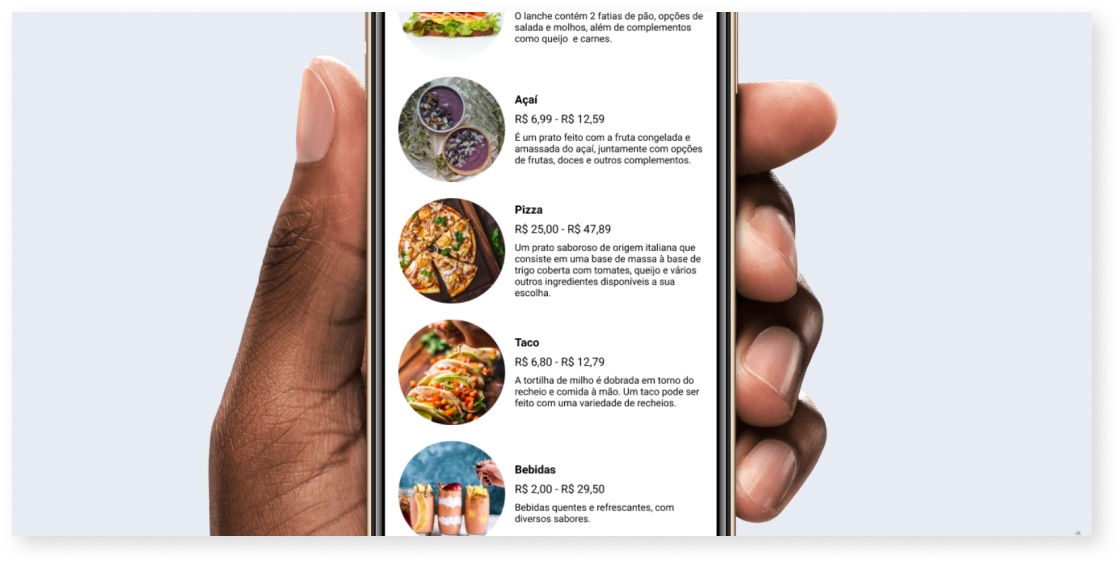 O lanche contém 2 fatias de pão, opções de
salada e molhos, além de complementos
como queijo  e carnes.
Açaí
R$ 6,99 - R$ 12,59
É um prato feito com a fruta congelada e
amassada do açaí, juntamente com opções
de frutas, doces e outros complementos.
Pizza
R$ 25,00 - R$ 47,89
Um prato saboroso de origem italiana que
consiste em uma base de massa à base de
trigo coberta com tomates, queijo e vários
outros ingredientes disponíveis a sua
escolha.
Taco
R$ 6,80 - R$ 12,79
A tortilha de milho é dobrada em torno do
recheio e comida à mão. Um taco pode ser
feito com uma variedade de recheios.
Bebidas
R$ 2,00 - R$ 29,50
Bebidas quentes e refrescantes, com
diversos sabores.